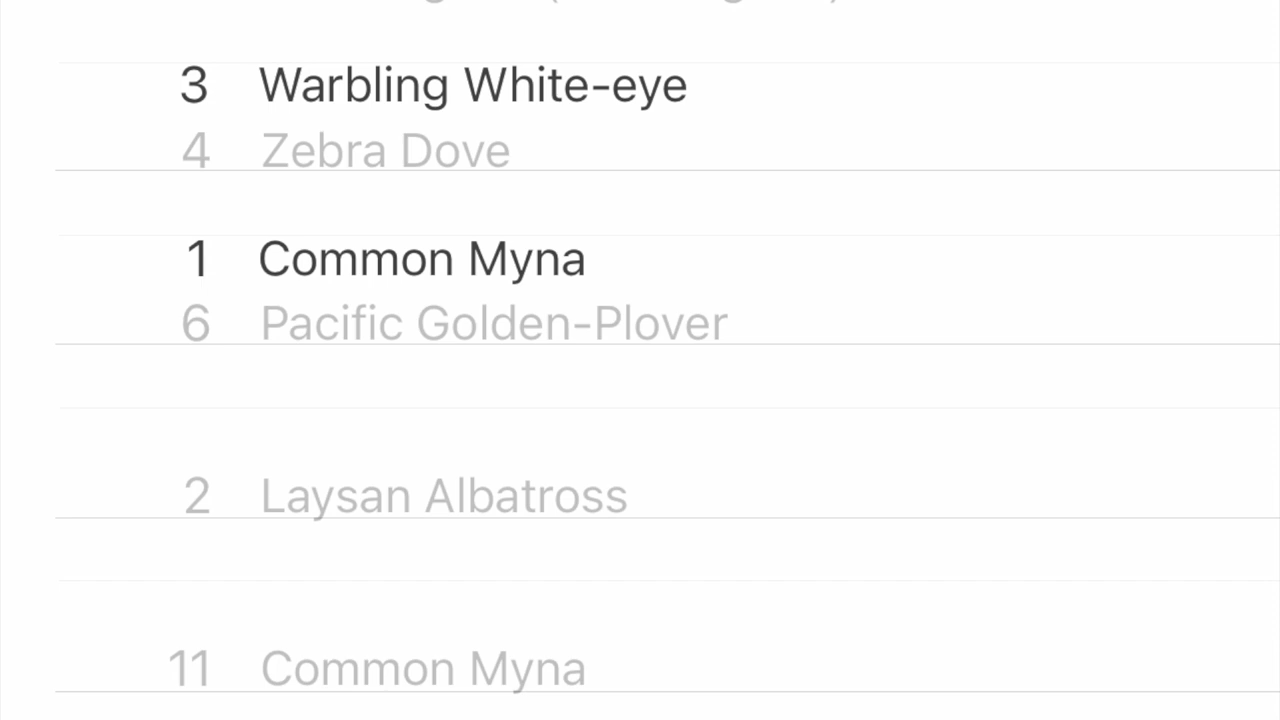 3 Warbling White-eye
4 Zebra Dove
1 Common Myna
6 Pacific Golden-Plover
2 Laysan Albatross
11 Common Myna